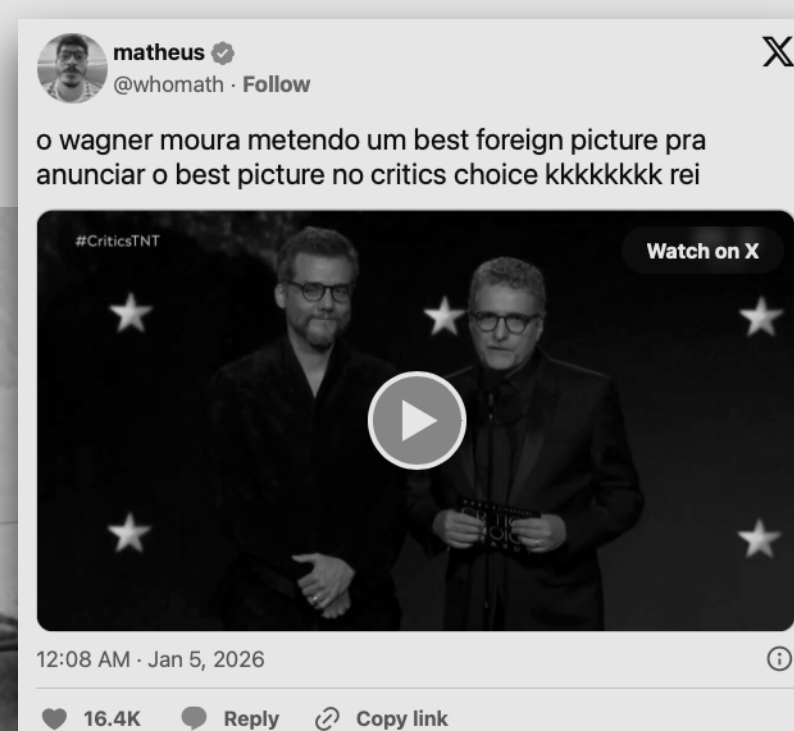 matheus
@whomath · Follow
o wagner moura metendo um best foreign picture pra
anunciar o best picture no critics choice kkkkkkkk rei
#CriticsTNT
Watch on X
12:08 AM · Jan 5, 2026
16.4K Reply Copy link